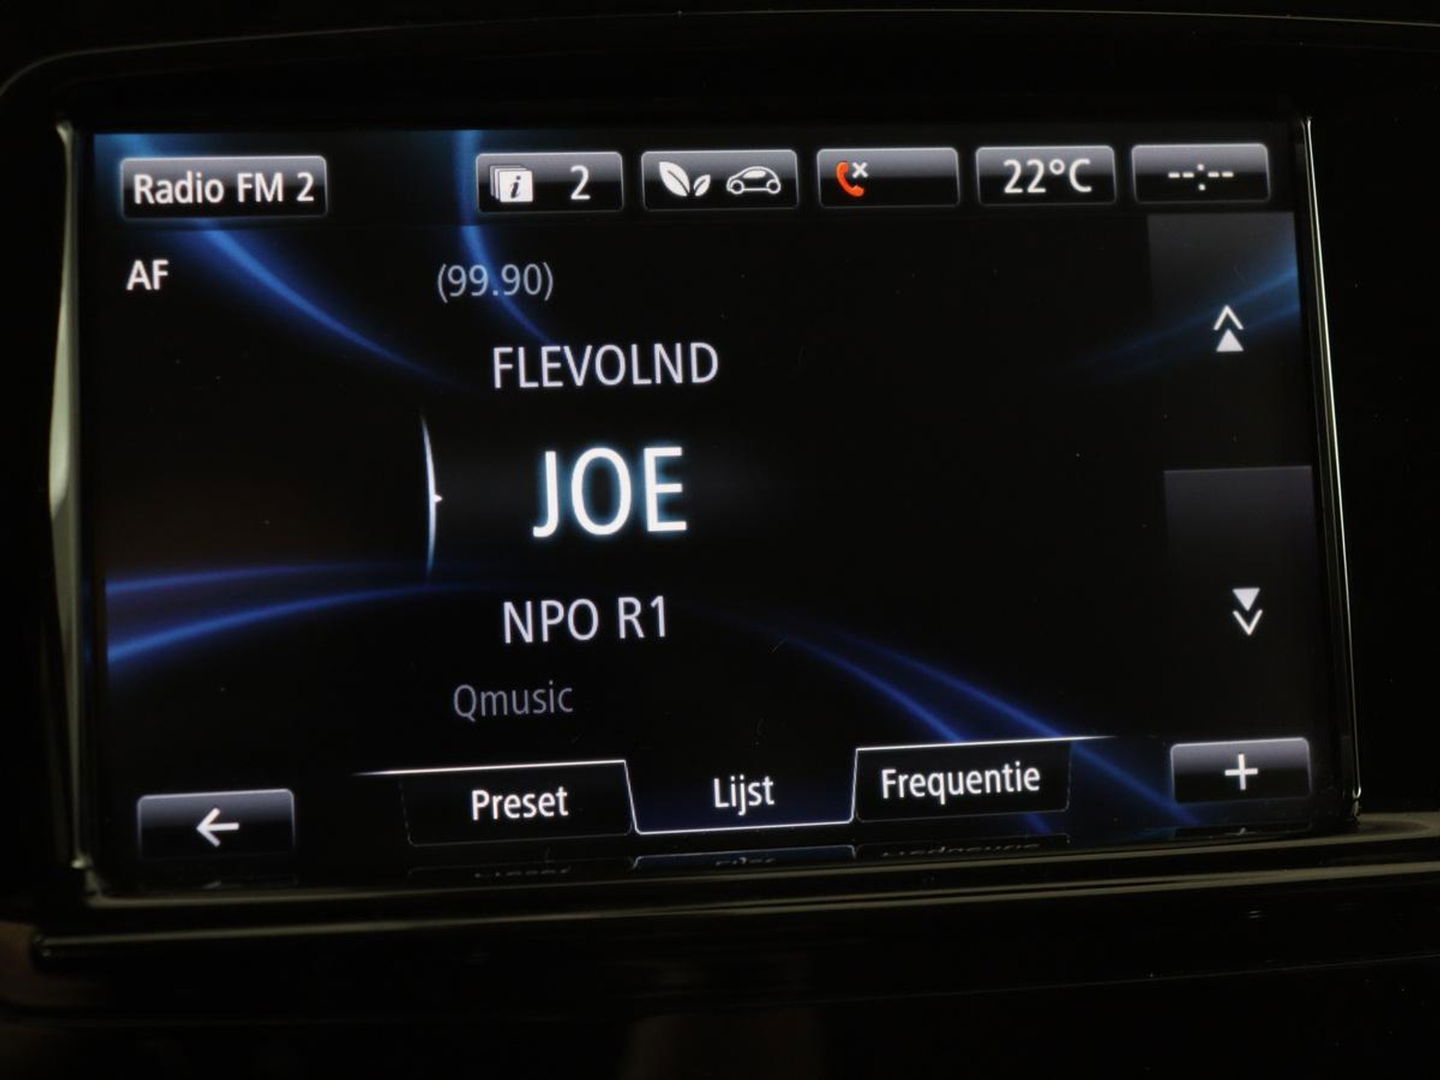 Radio FM 2
i 2
22°C
--:--
AF
(99.90)
FLEVOLND
JOE
NPO R1
Qmusic
Preset
Lijst
Frequentie